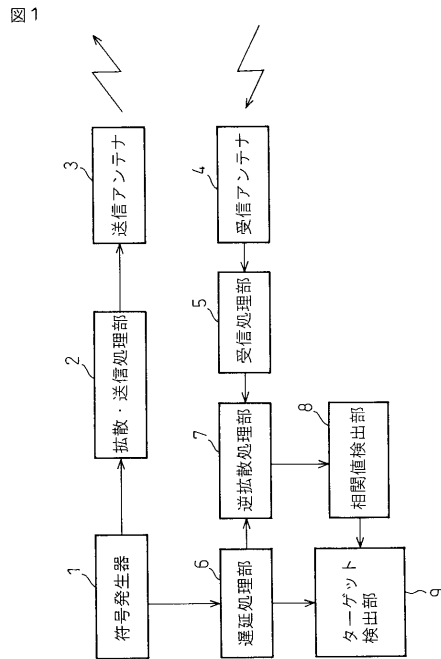 図1
1
符号発生器
2
拡散・送信処理部
3
送信アンテナ
4
受信アンテナ
5
受信処理部
6
遅延処理部
7
逆拡散処理部
8
相関値検出部
ターゲット
検出部
9